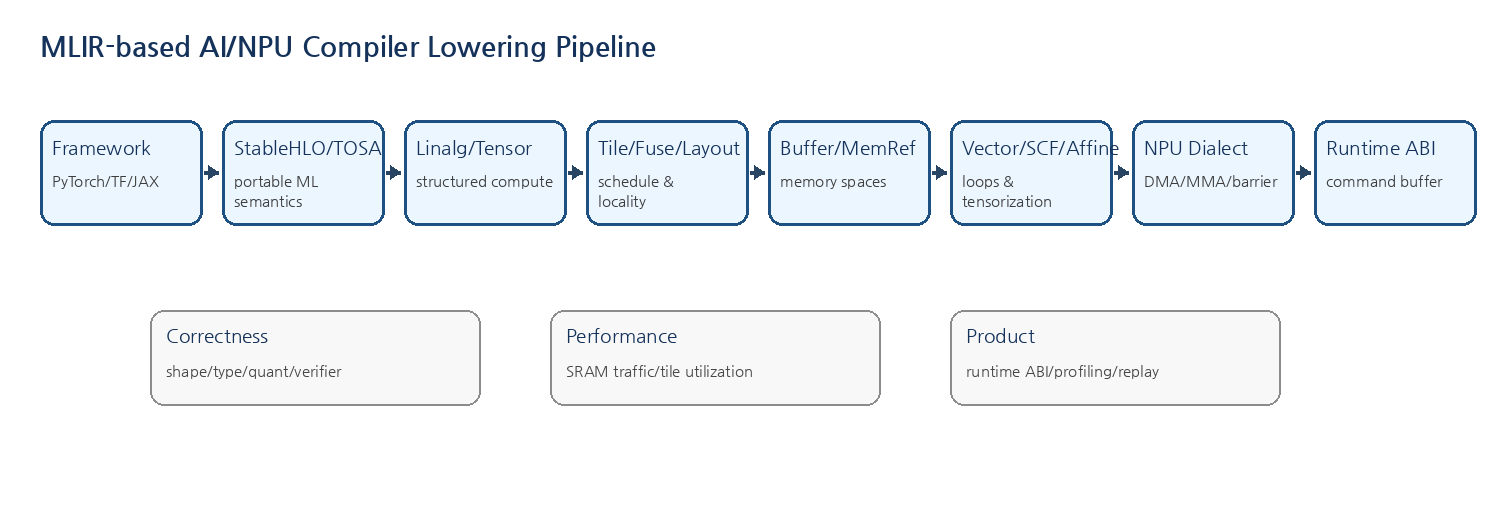 MLIR-based AI/NPU Compiler Lowering Pipeline
Framework
PyTorch/TF/JAX
StableHLO/TOSA
portable ML
semantics
Linalg/Tensor
structured compute
Tile/Fuse/Layout
schedule &
locality
Buffer/MemRef
memory spaces
Vector/SCF/Affine
loops &
tensorization
NPU Dialect
DMA/MMA/barrier
Runtime ABI
command buffer
Correctness
shape/type/quant/verifier
Performance
SRAM traffic/tile utilization
Product
runtime ABI/profiling/replay